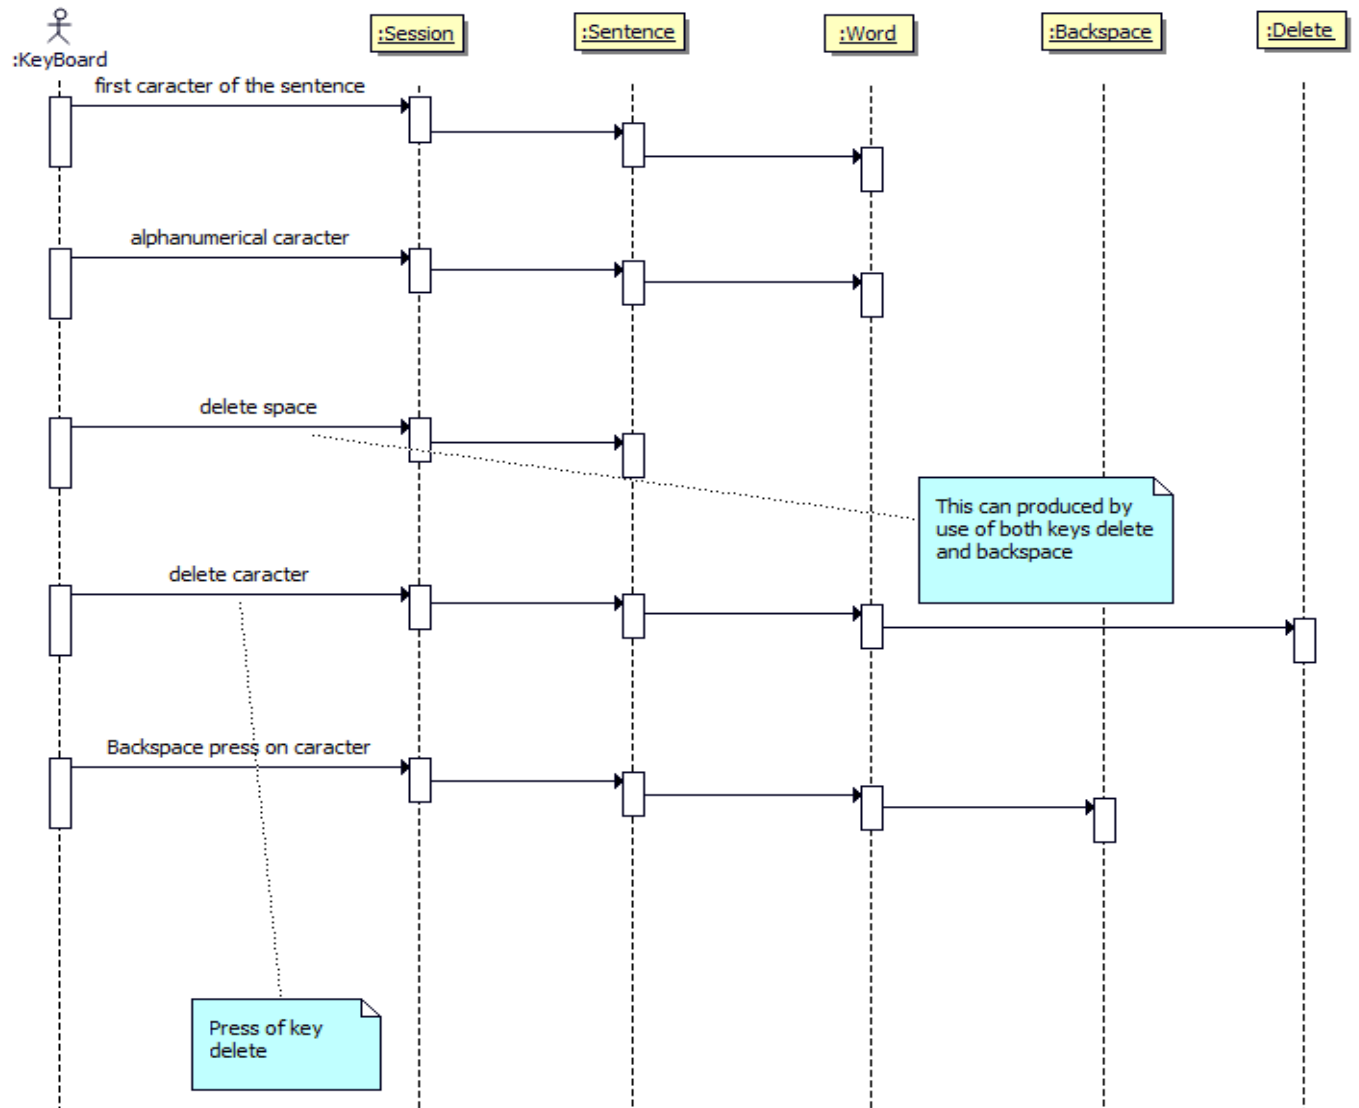 :KeyBoard
:Session
:Sentence
:Word
:Backspace
:Delete
first caracter of the sentence
alphanumerical caracter
delete space
This can produced by
use of both keys delete
and backspace
delete caracter
Backspace press on caracter
Press of key
delete